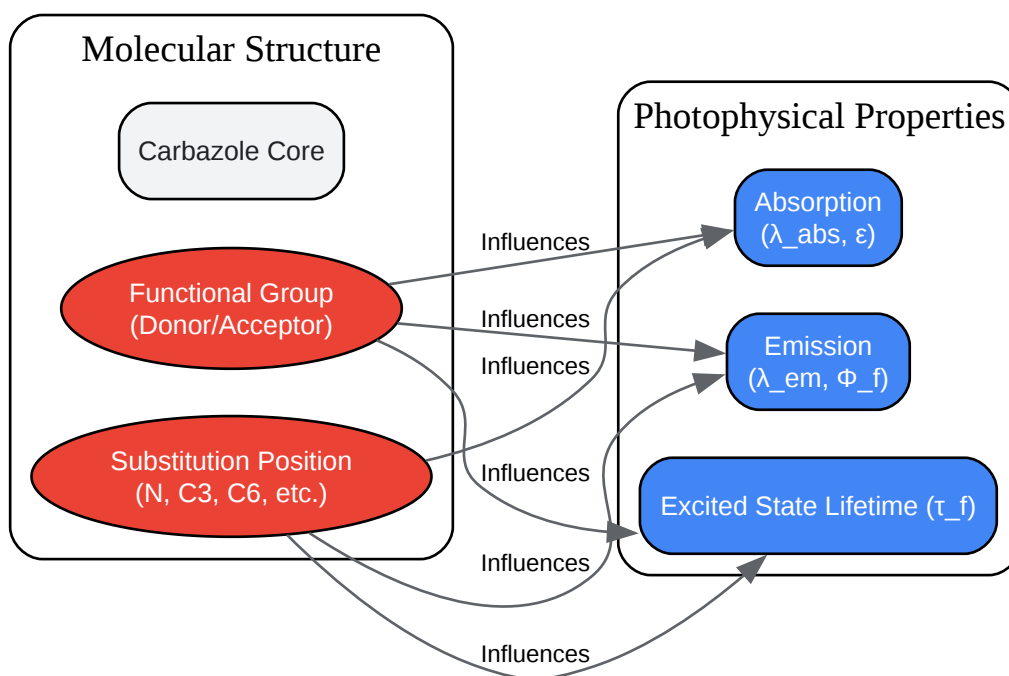 Molecular Structure
Carbazole Core
Functional Group
(Donor/Acceptor)
Substitution Position
(N, C3, C6, etc.)
Influences
Influences
Influences
Influences
Influences
Influences
Photophysical Properties
Absorption
(λ_abs, ε)
Emission
(λ_em, Φ_f)
Excited State Lifetime (τ_f)